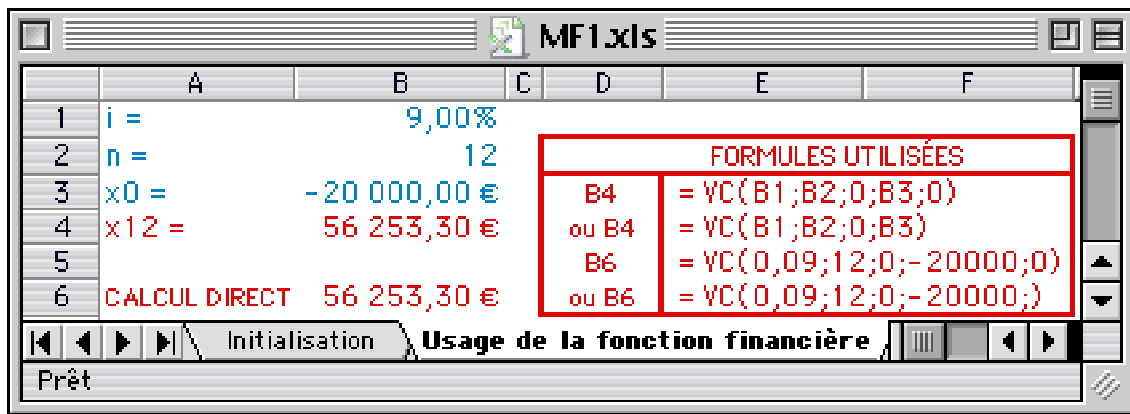 MF1.xls
A B C D E F
1 i = 9,00%
2 n = 12 FORMULES UTILISÉES
3 x0 = -20 000,00 € B4 = VC(B1;B2;0;B3;0)
4 x12 = 56 253,30 € ou B4 = VC(B1;B2;0;B3)
5 B6 = VC(0,09;12;0;-20000;0)
6 CALCUL DIRECT 56 253,30 € ou B6 = VC(0,09;12;0;-20000;)
Initialisation Usage de la fonction financière
Prêt